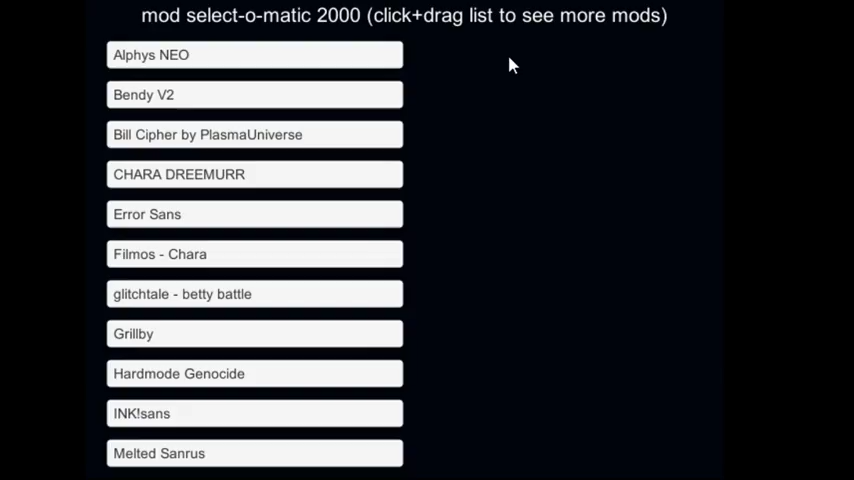 mod select-o-matic 2000 (click+drag list to see more mods)
Alphys NEO
Bendy V2
Bill Cipher by PlasmaUniverse
CHARA DREEMURR
Error Sans
Filmos - Chara
glitchtale - betty battle
Grillby
Hardmode Genocide
INK!sans
Melted Sanrus